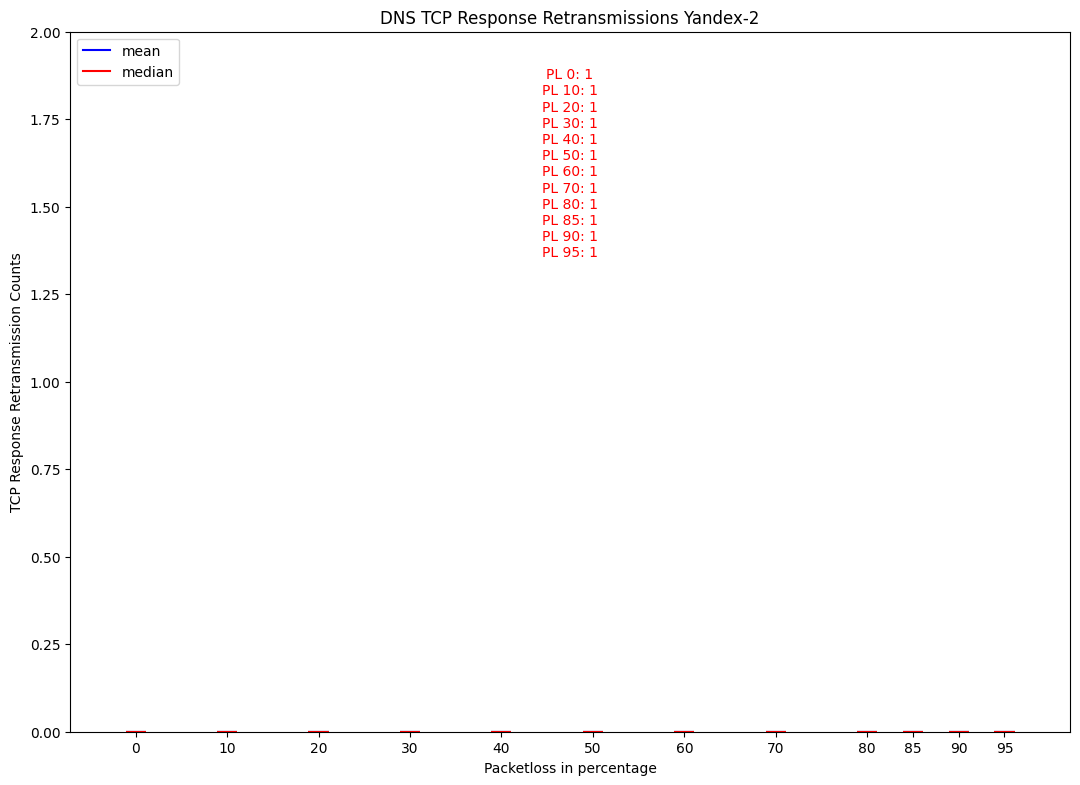 DNS TCP Response Retransmissions Yandex-2
mean
median
PL 0: 1
PL 10: 1
PL 20: 1
PL 30: 1
PL 40: 1
PL 50: 1
PL 60: 1
PL 70: 1
PL 80: 1
PL 85: 1
PL 90: 1
PL 95: 1
TCP Response Retransmission Counts
2.00
1.75
1.50
1.25
1.00
0.75
0.50
0.25
0.00
0 10 20 30 40 50 60 70 80 85 90 95
Packetloss in percentage